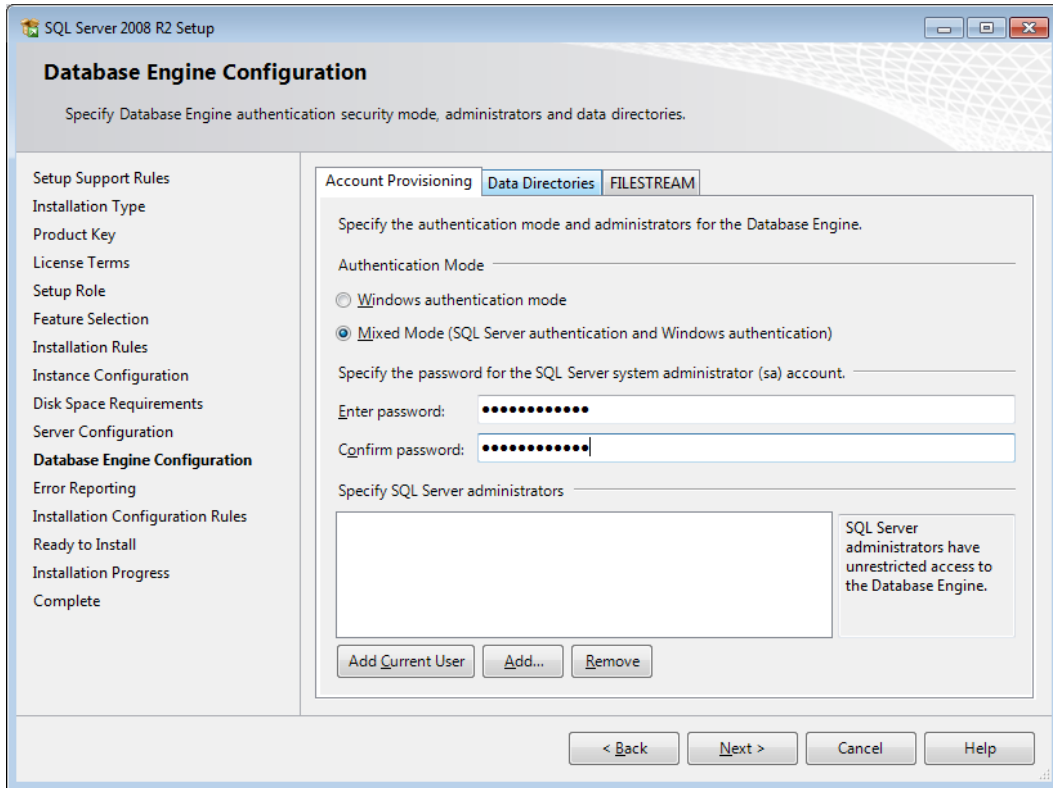 SQL Server 2008 R2 Setup
Database Engine Configuration
Specify Database Engine authentication security mode, administrators and data directories.
Setup Support Rules
Installation Type
Product Key
License Terms
Setup Role
Feature Selection
Installation Rules
Instance Configuration
Disk Space Requirements
Server Configuration
Database Engine Configuration
Error Reporting
Installation Configuration Rules
Ready to Install
Installation Progress
Complete
Account Provisioning Data Directories FILESTREAM
Specify the authentication mode and administrators for the Database Engine.
Authentication Mode
Windows authentication mode
Mixed Mode (SQL Server authentication and Windows authentication)
Specify the password for the SQL Server system administrator (sa) account.
Enter password: ●●●●●●●●●●●●
Confirm password: ●●●●●●●●●●●●
Specify SQL Server administrators
SQL Server
administrators have
unrestricted access to
the Database Engine.
Add Current User Add... Remove
< Back Next > Cancel Help